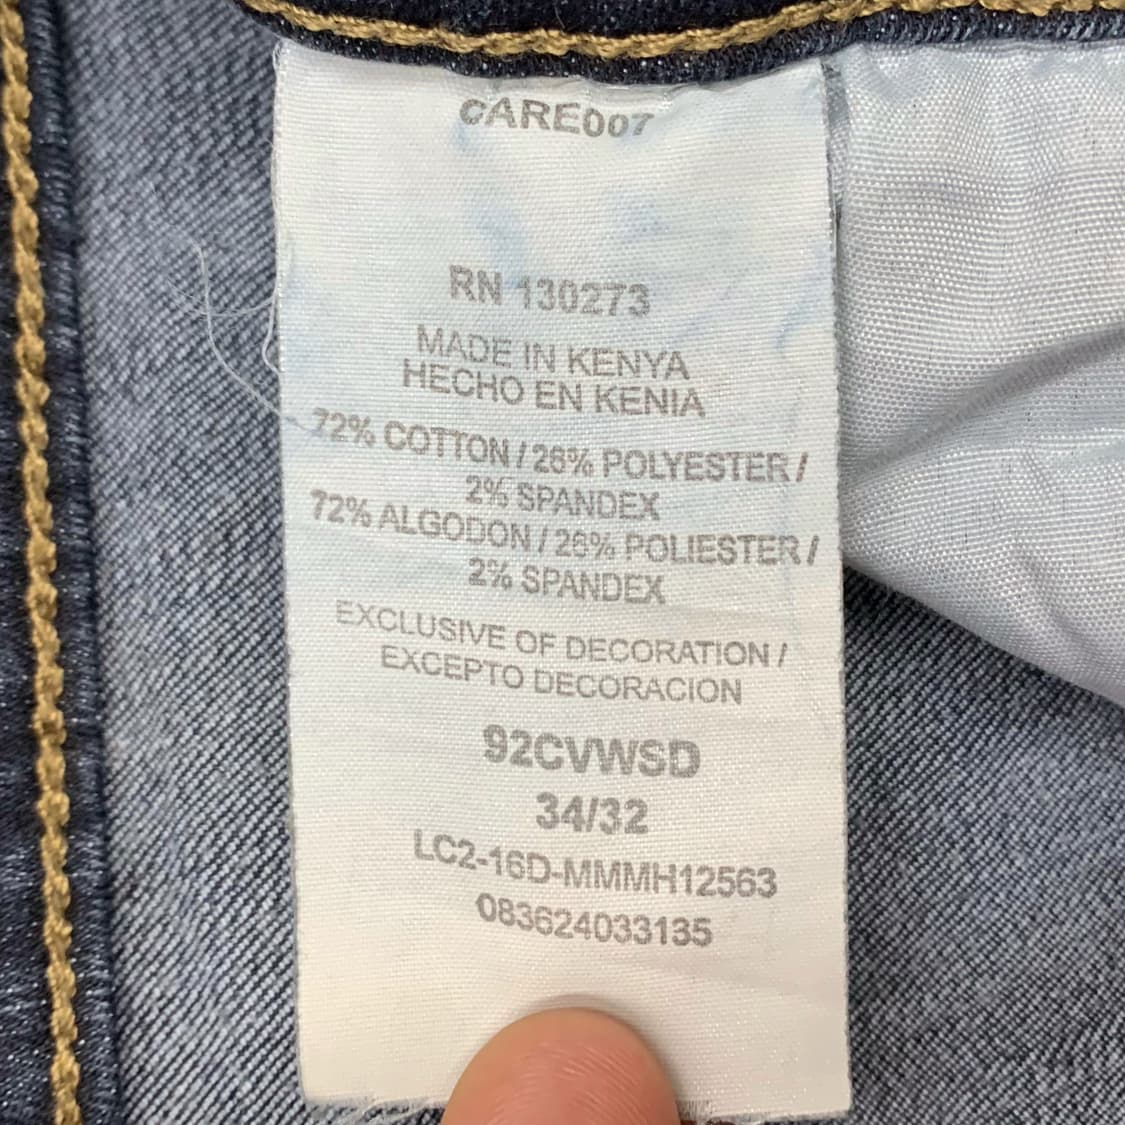 CARE007
RN 130273
MADE IN KENYA
HECHO EN KENIA
72% COTTON / 26% POLYESTER /
2% SPANDEX
72% ALGODON / 26% POLIESTER /
2% SPANDEX
EXCLUSIVE OF DECORATION /
EXCEPTO DECORACION
92CVWSD
34/32
LC2-16D-MMMH12563
083624033135